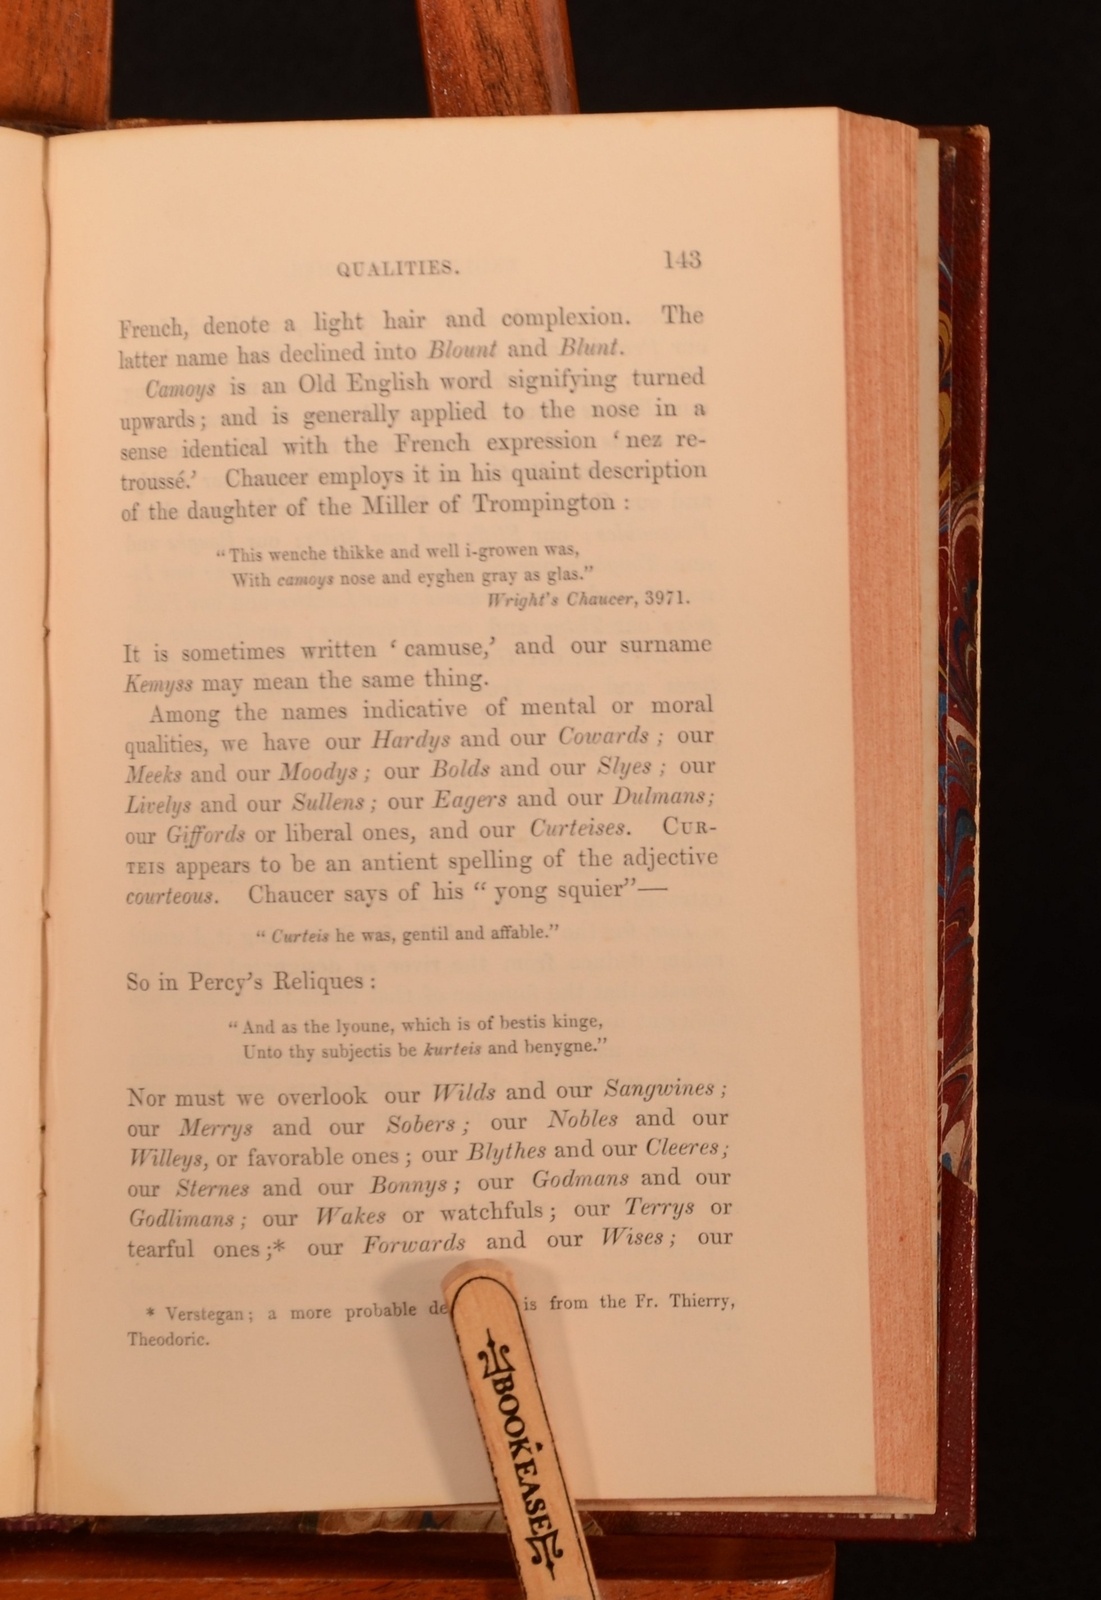 QUALITIES. 143
French, denote a light hair and complexion. The
latter name has declined into Blount and Blunt.
Camoys is an Old English word signifying turned
upwards; and is generally applied to the nose in a
sense identical with the French expression ‘nez re-
troussé.’ Chaucer employs it in his quaint description
of the daughter of the Miller of Trompington :
“This wenche thikke and well i-growen was,
With camoys nose and eyghen gray as glas.”
Wright's Chaucer, 3971.
It is sometimes written ‘camuse,’ and our surname
Kemyss may mean the same thing.
Among the names indicative of mental or moral
qualities, we have our Hardys and our Cowards; our
Meeks and our Moodys; our Bolds and our Slyes; our
Livelys and our Sullens; our Eagers and our Dulmans;
our Giffords or liberal ones, and our Curteises. CUR-
TEIS appears to be an antient spelling of the adjective
courteous. Chaucer says of his “yong squier”—
“Curteis he was, gentil and affable.”
So in Percy's Reliques :
“And as the lyoune, which is of bestis kinge,
Unto thy subjectis be kurteis and benygne.”
Nor must we overlook our Wilds and our Sangwines;
our Merrys and our Sobers; our Nobles and our
Willeys, or favorable ones; our Blythes and our Cleeres;
our Sternes and our Bonnys; our Godmans and our
Godlimans; our Wakes or watchfuls; our Terrys or
tearful ones;* our Forwards and our Wises; our
* Verstegan; a more probable de is from the Fr. Thierry,
Theodoric.
BOOKEASE